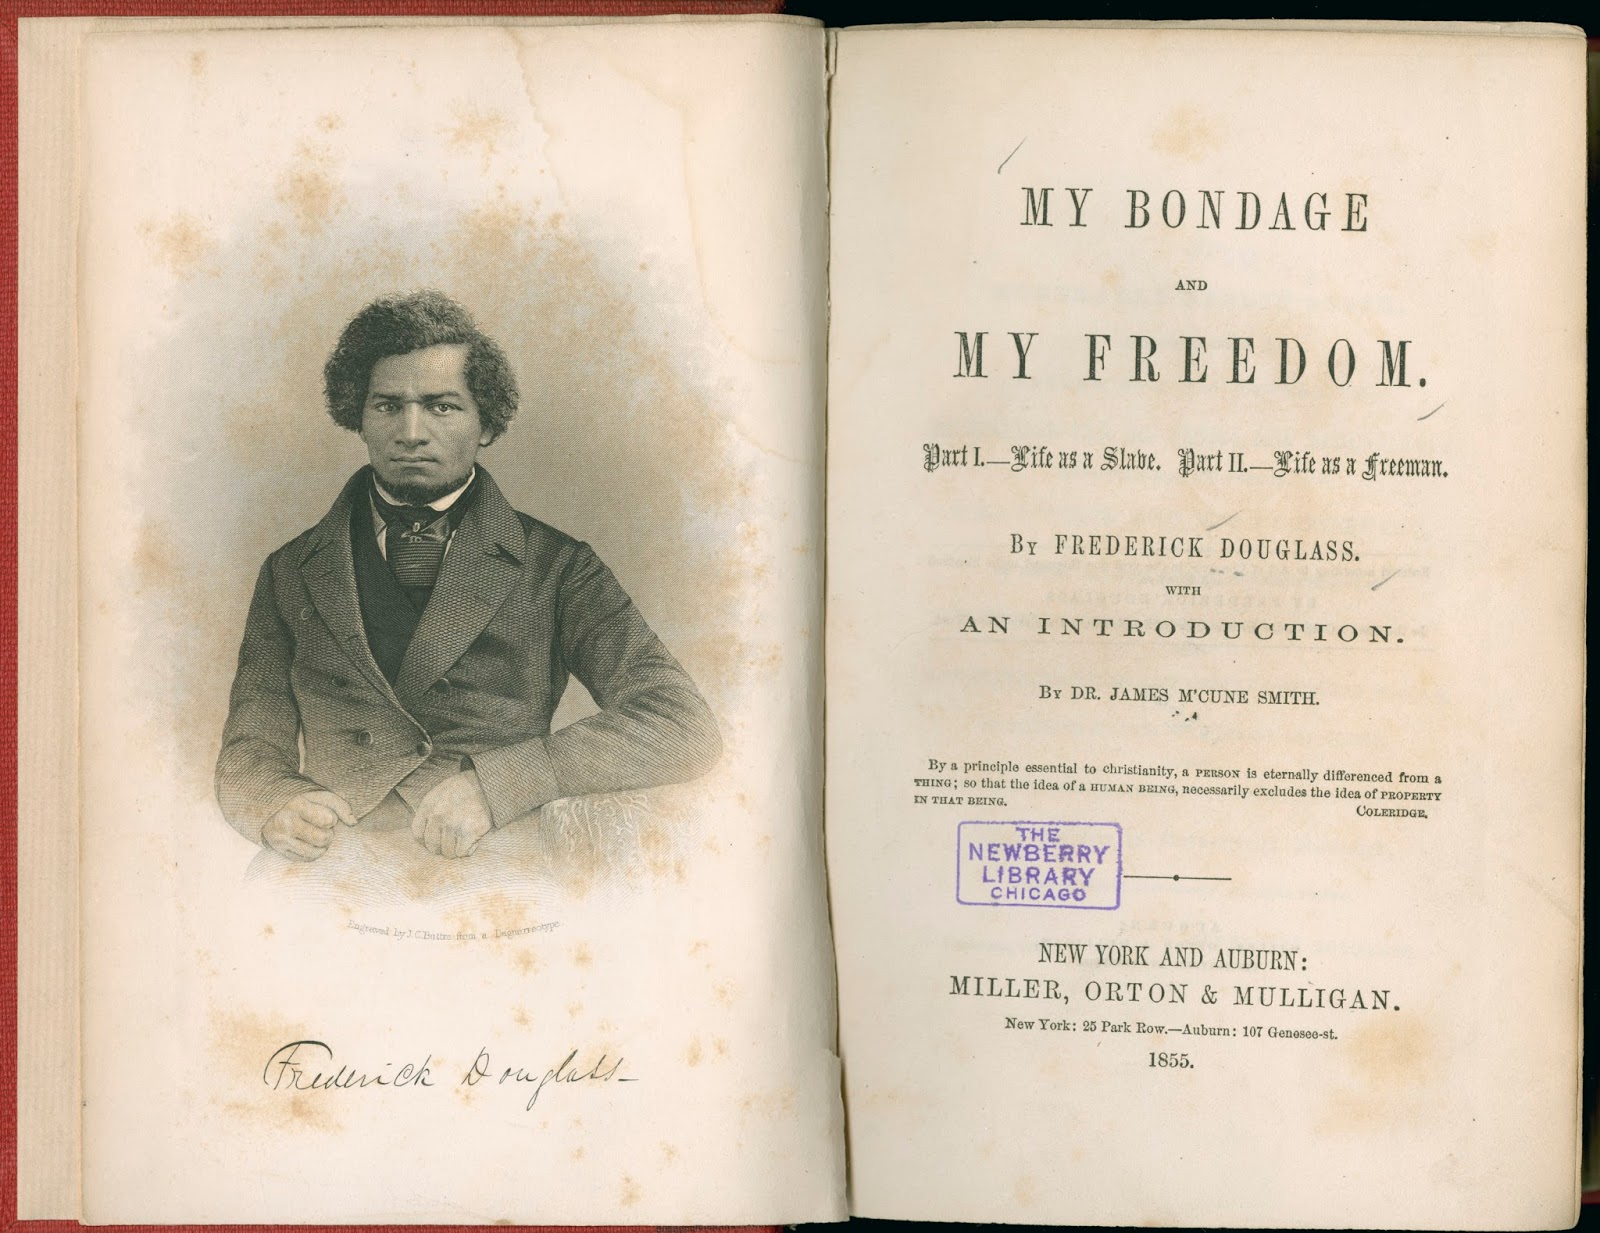 Engraved by J.C. Buttre from a Daguerreotype
Frederick Douglass
MY BONDAGE
AND
MY FREEDOM.
Part I.—Life as a Slave. Part II.—Life as a Freeman.
By FREDERICK DOUGLASS.
WITH
AN INTRODUCTION.
By DR. JAMES M'CUNE SMITH.
By a principle essential to christianity, a PERSON is eternally differenced from a
THING; so that the idea of a HUMAN BEING, necessarily excludes the idea of PROPERTY
IN THAT BEING.
COLERIDGE.
THE
NEWBERRY
LIBRARY
CHICAGO
NEW YORK AND AUBURN:
MILLER, ORTON & MULLIGAN.
New York: 25 Park Row.—Auburn: 107 Genesee-st.
1855.